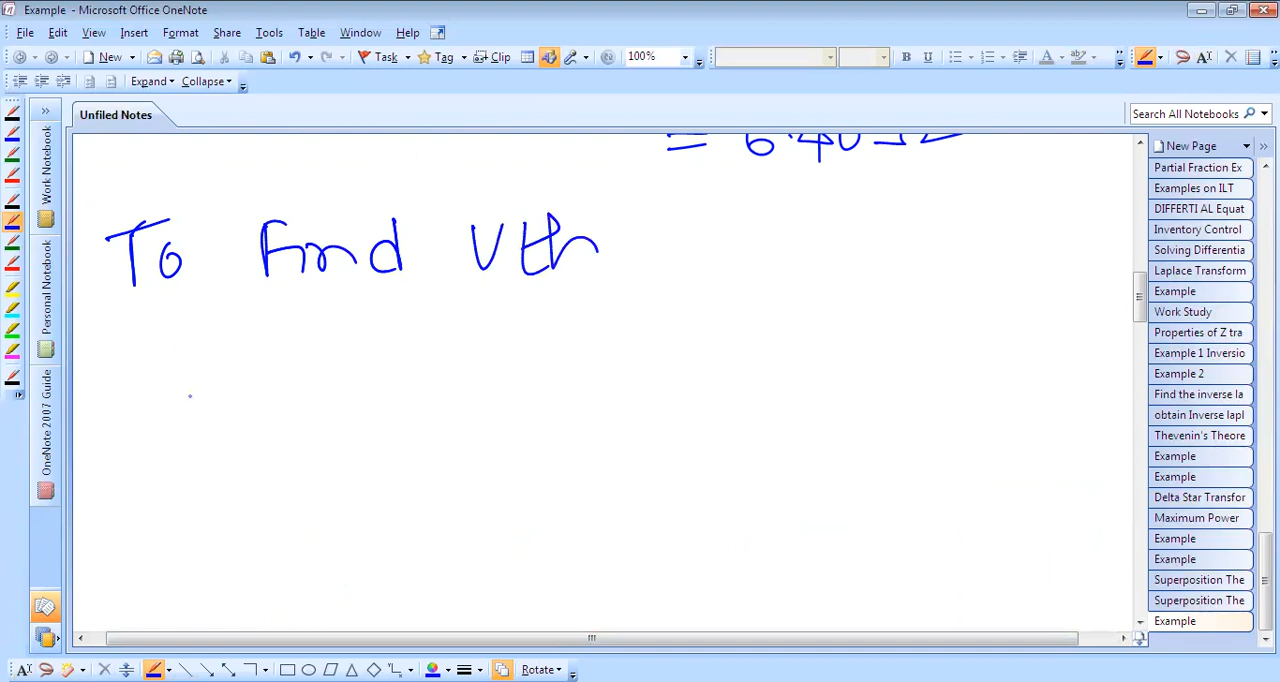 Example - Microsoft Office OneNote
File Edit View Insert Format Share Tools Table Window Help
New Task Tag Clip 100% B U A ab A
Expand Collapse
Unfiled Notes
Search All Notebooks
To Find Vth
Work Notebook
Personal Notebook
OneNote 2007 Guide
New Page
Partial Fraction Ex
Examples on ILT
DIFFERTI AL Equat
Inventory Control
Solving Differentia
Laplace Transform
Example
Work Study
Properties of Z tra
Example 1 Inversio
Example 2
Find the inverse la
obtain Inverse lapl
Thevenin's Theore
Example
Example
Delta Star Transfor
Maximum Power
Example
Example
Superposition The
Superposition The
Example
A Rotate